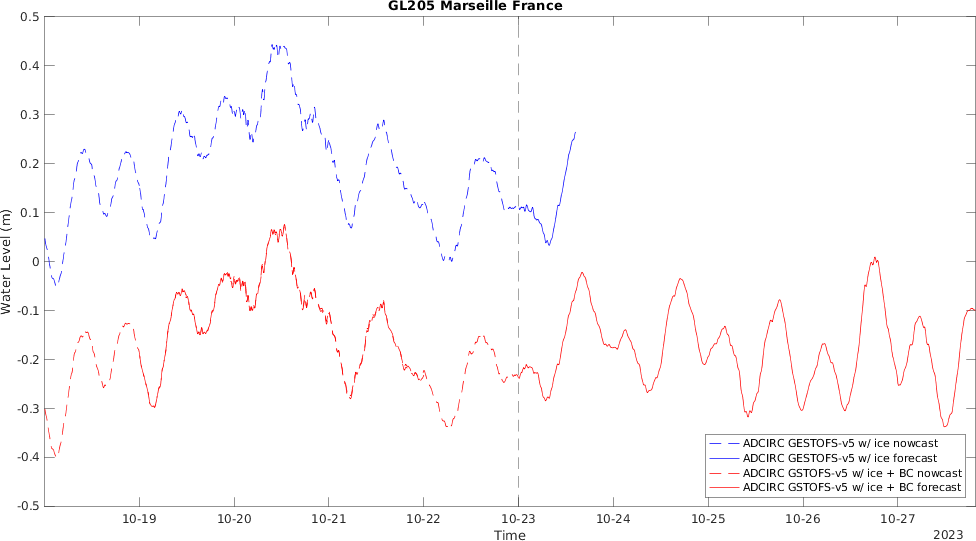 GL205 Marseille France
0.5
0.4
0.3
0.2
0.1
0
-0.1
-0.2
-0.3
-0.4
-0.5
Water Level (m)
ADCIRC GESTOFS-v5 w/ ice nowcast
ADCIRC GESTOFS-v5 w/ ice forecast
ADCIRC GSTOFS-v5 w/ ice + BC nowcast
ADCIRC GSTOFS-v5 w/ ice + BC forecast
10-19 10-20 10-21 10-22 10-23 10-24 10-25 10-26 10-27
Time
2023